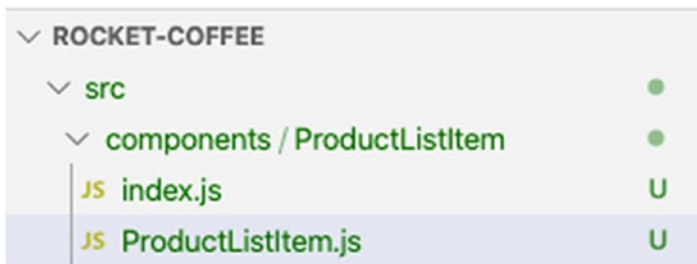 ROCKET-COFFEE
src
components / ProductListItem
JS index.js U
JS ProductListItem.js U